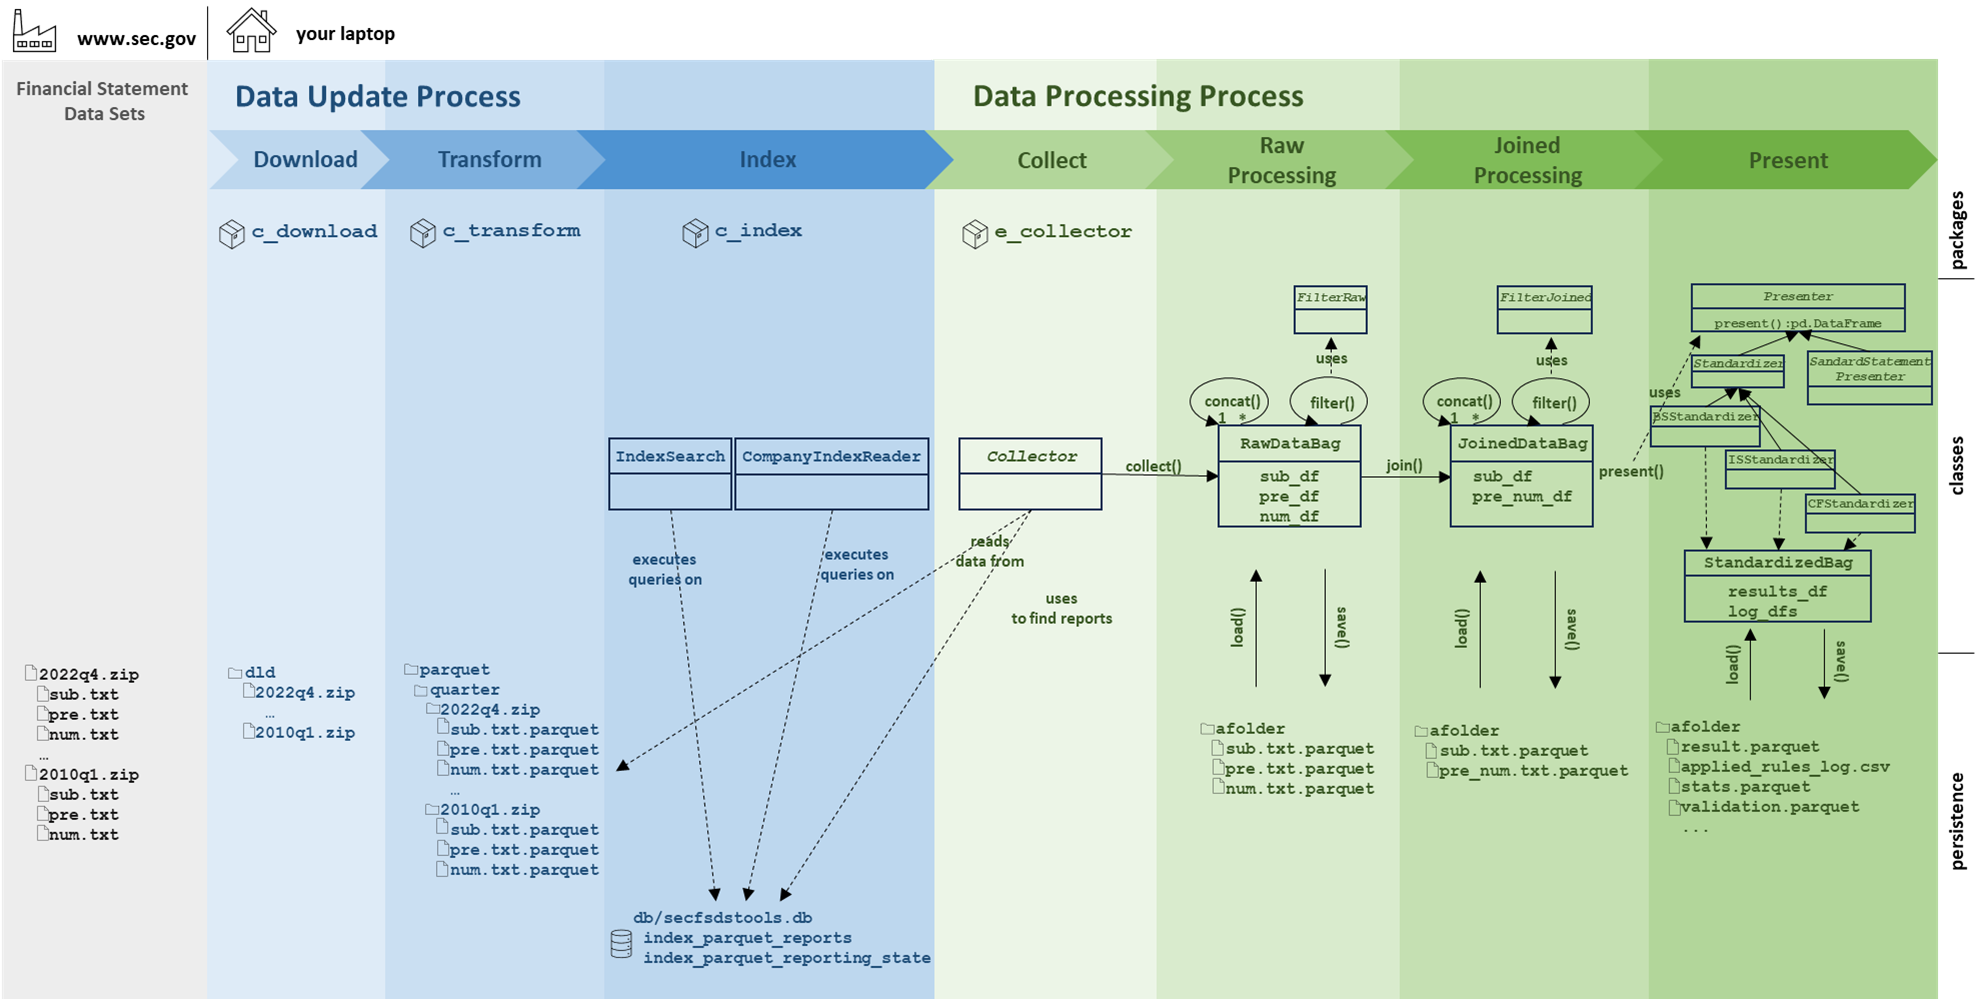 www.sec.gov
your laptop
Financial Statement
Data Sets
Data Update Process
Data Processing Process
Download
Transform
Index
Collect
Raw
Processing
Joined
Processing
Present
c_download
c_transform
c_index
e_collector
packages
FilterRaw
uses
concat()
1 *
filter()
FilterJoined
uses
concat()
1 *
filter()
Presenter
present():pd.DataFrame
Standardizer
SandardStatement
Presenter
uses
BSStandardizer
ISStandardizer
CFStandardizer
IndexSearch
CompanyIndexReader
Collector
collect()
RawDataBag
sub_df
pre_df
num_df
join()
JoinedDataBag
sub_df
pre_num_df
present()
StandardizedBag
results_df
log_dfs
classes
executes
queries on
executes
queries on
reads
data from
uses
to find reports
load()
save()
load()
save()
load()
save()
2022q4.zip
sub.txt
pre.txt
num.txt
…
2010q1.zip
sub.txt
pre.txt
num.txt
dld
2022q4.zip
…
2010q1.zip
parquet
quarter
2022q4.zip
sub.txt.parquet
pre.txt.parquet
num.txt.parquet
…
2010q1.zip
sub.txt.parquet
pre.txt.parquet
num.txt.parquet
db/secfsdstools.db
index_parquet_reports
index_parquet_reporting_state
afolder
sub.txt.parquet
pre.txt.parquet
num.txt.parquet
afolder
sub.txt.parquet
pre_num.txt.parquet
afolder
result.parquet
applied_rules_log.csv
stats.parquet
validation.parquet
...
persistence